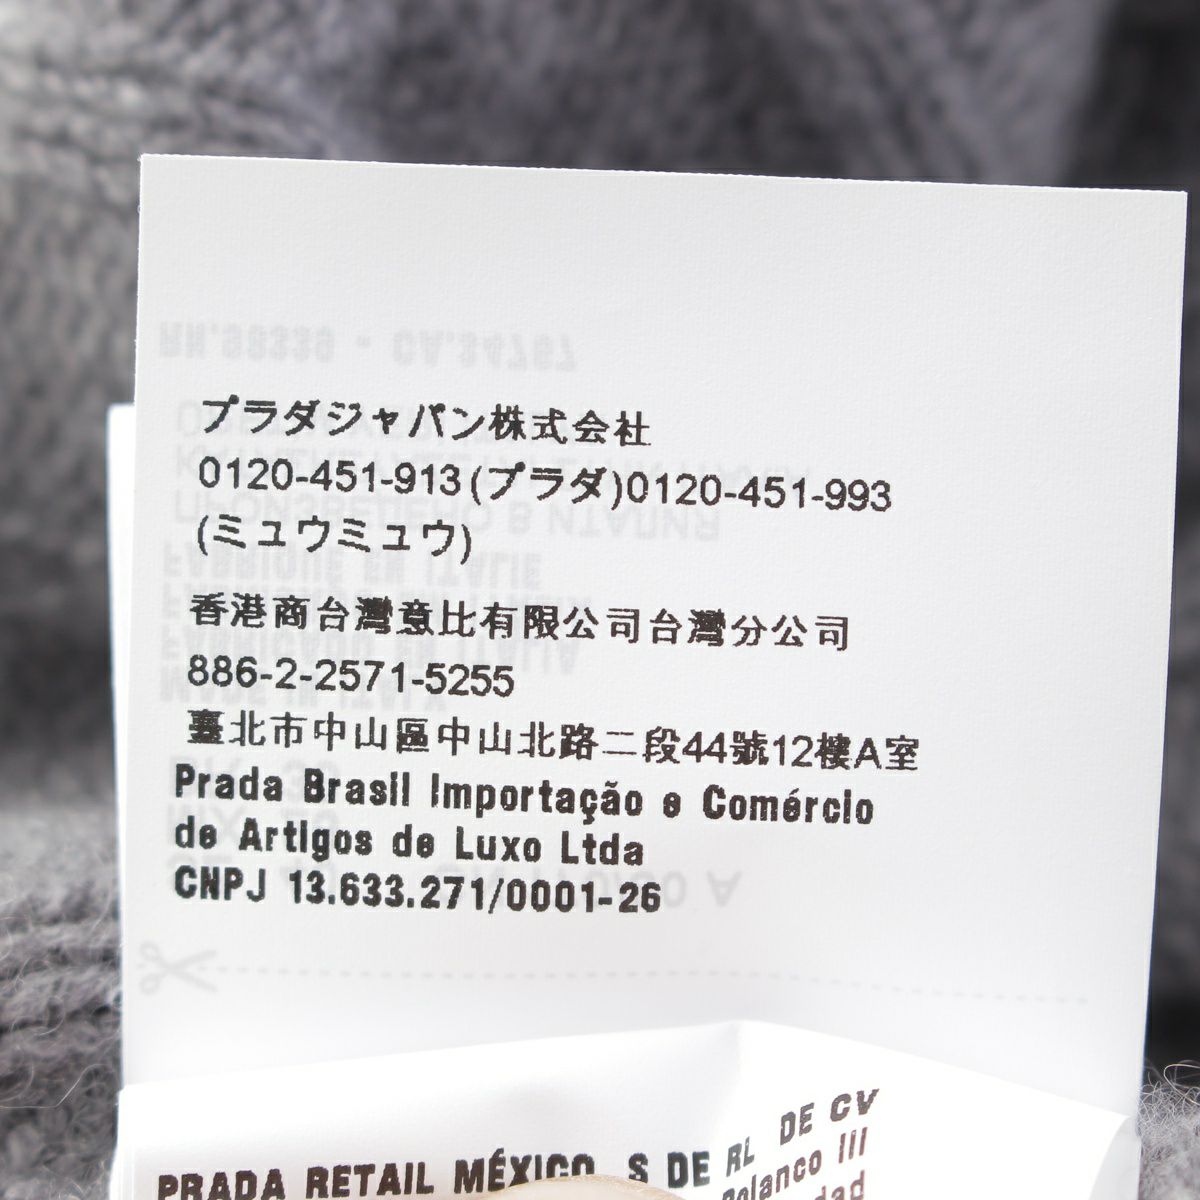 プラダジャパン株式会社
0120-451-913(プラダ)0120-451-993
(ミュウミュウ)
香港商台灣意比有限公司台灣分公司
886-2-2571-5255
臺北市中山區中山北路二段44號12樓A室
Prada Brasil Importação e Comércio
de Artigos de Luxo Ltda
CNPJ 13.633.271/0001-26
PRADA RETAIL MÉXICO, S DE RL DE CV
Polanco III